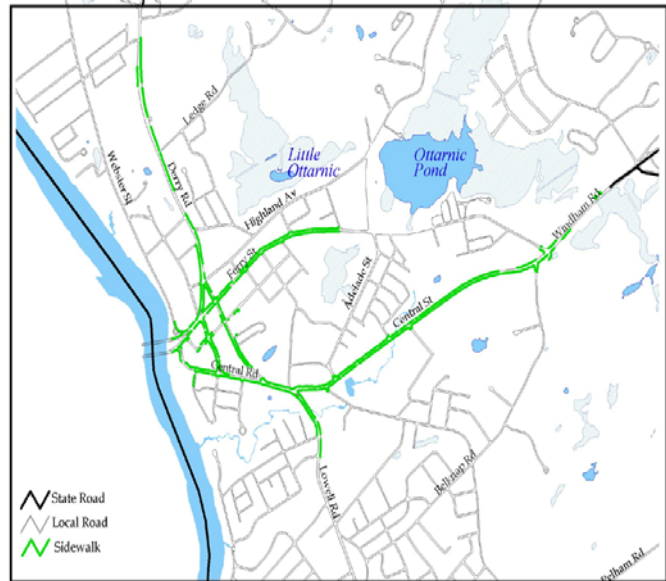 Ledge Rd
Webster St
Derry Rd
Little
Ottarnic
Ottarnic
Pond
Highland Av
Ferry St
Windham Rd
Adelaide St
Central St
Central Rd
Lowell Rd
Belknap Rd
Pelham Rd
State Road
Local Road
Sidewalk